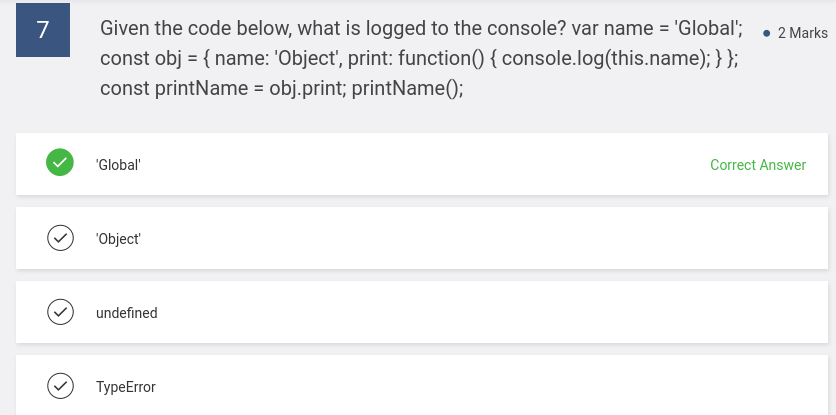 7
Given the code below, what is logged to the console? var name = 'Global';
2 Marks
const obj = { name: 'Object', print: function() { console.log(this.name); } };
const printName = obj.print; printName();
'Global'
Correct Answer
'Object'
undefined
TypeError